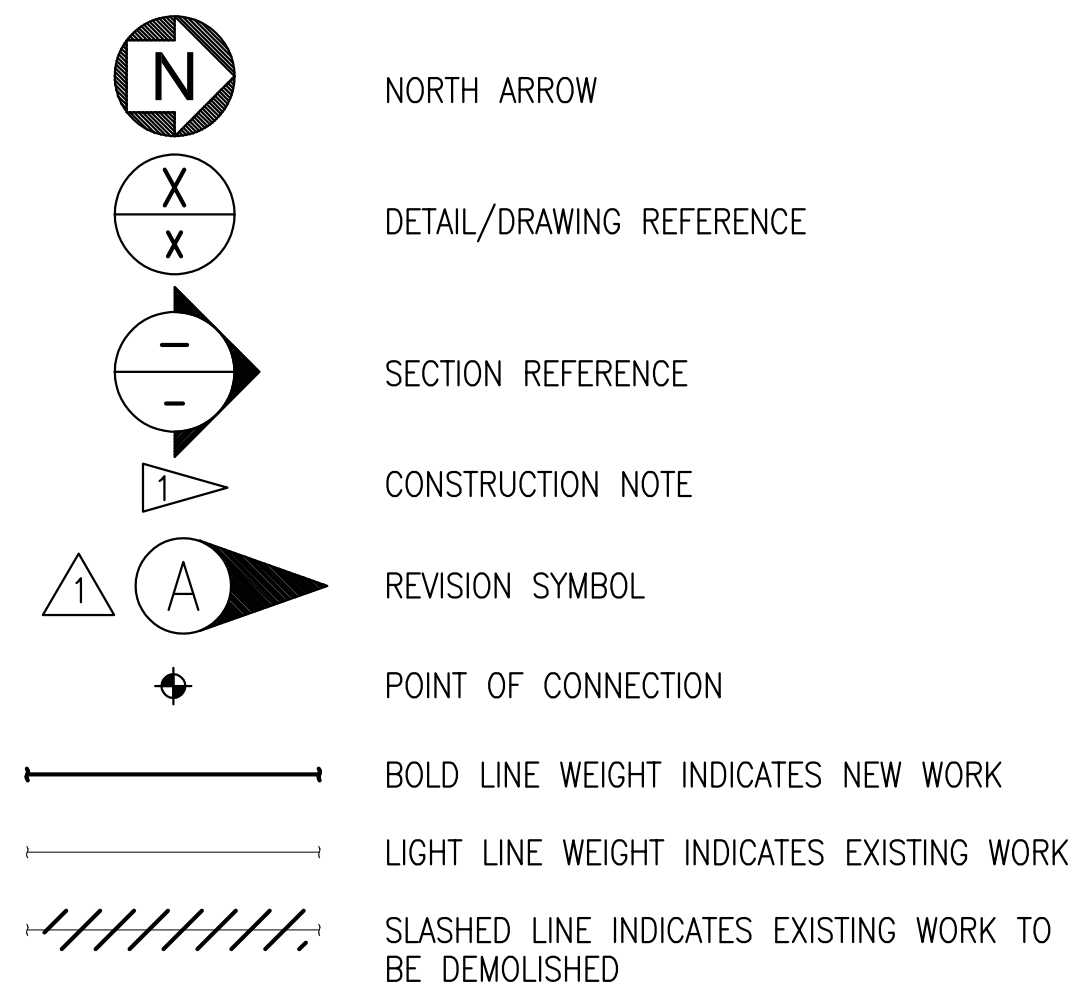 N
NORTH ARROW
X
x
DETAIL/DRAWING REFERENCE
–
–
SECTION REFERENCE
1
CONSTRUCTION NOTE
1 A
REVISION SYMBOL
POINT OF CONNECTION
BOLD LINE WEIGHT INDICATES NEW WORK
LIGHT LINE WEIGHT INDICATES EXISTING WORK
SLASHED LINE INDICATES EXISTING WORK TO
BE DEMOLISHED